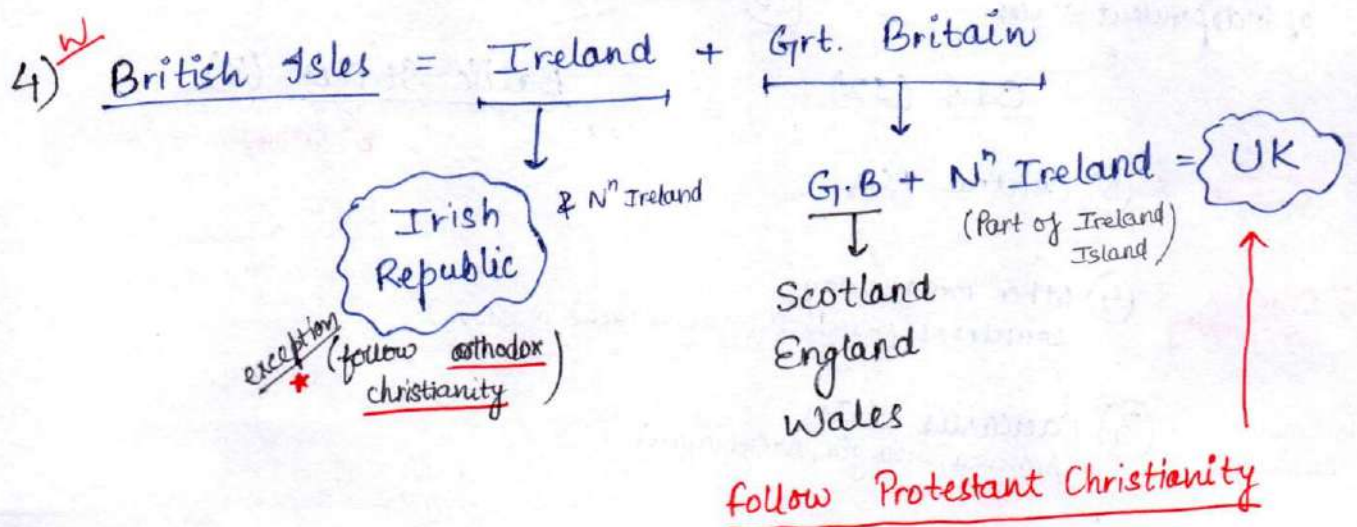 4) W British Isles = Ireland + Grt. Britain
Irish Republic & Nⁿ Ireland
exception (follow orthodox christianity)
G.B + Nⁿ Ireland = UK
(Part of Ireland Island)
Scotland
England
Wales
follow Protestant Christianity